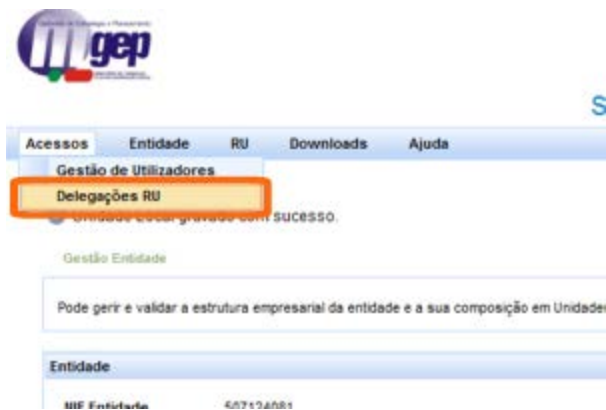 gep
S
Acessos Entidade RU Downloads Ajuda
Gestão de Utilizadores
Delegações RU
sucesso.
Gestão Entidade
Pode gerir e validar a estrutura empresarial da entidade e a sua composição em Unidades
Entidade
NIF Entidade 507124081